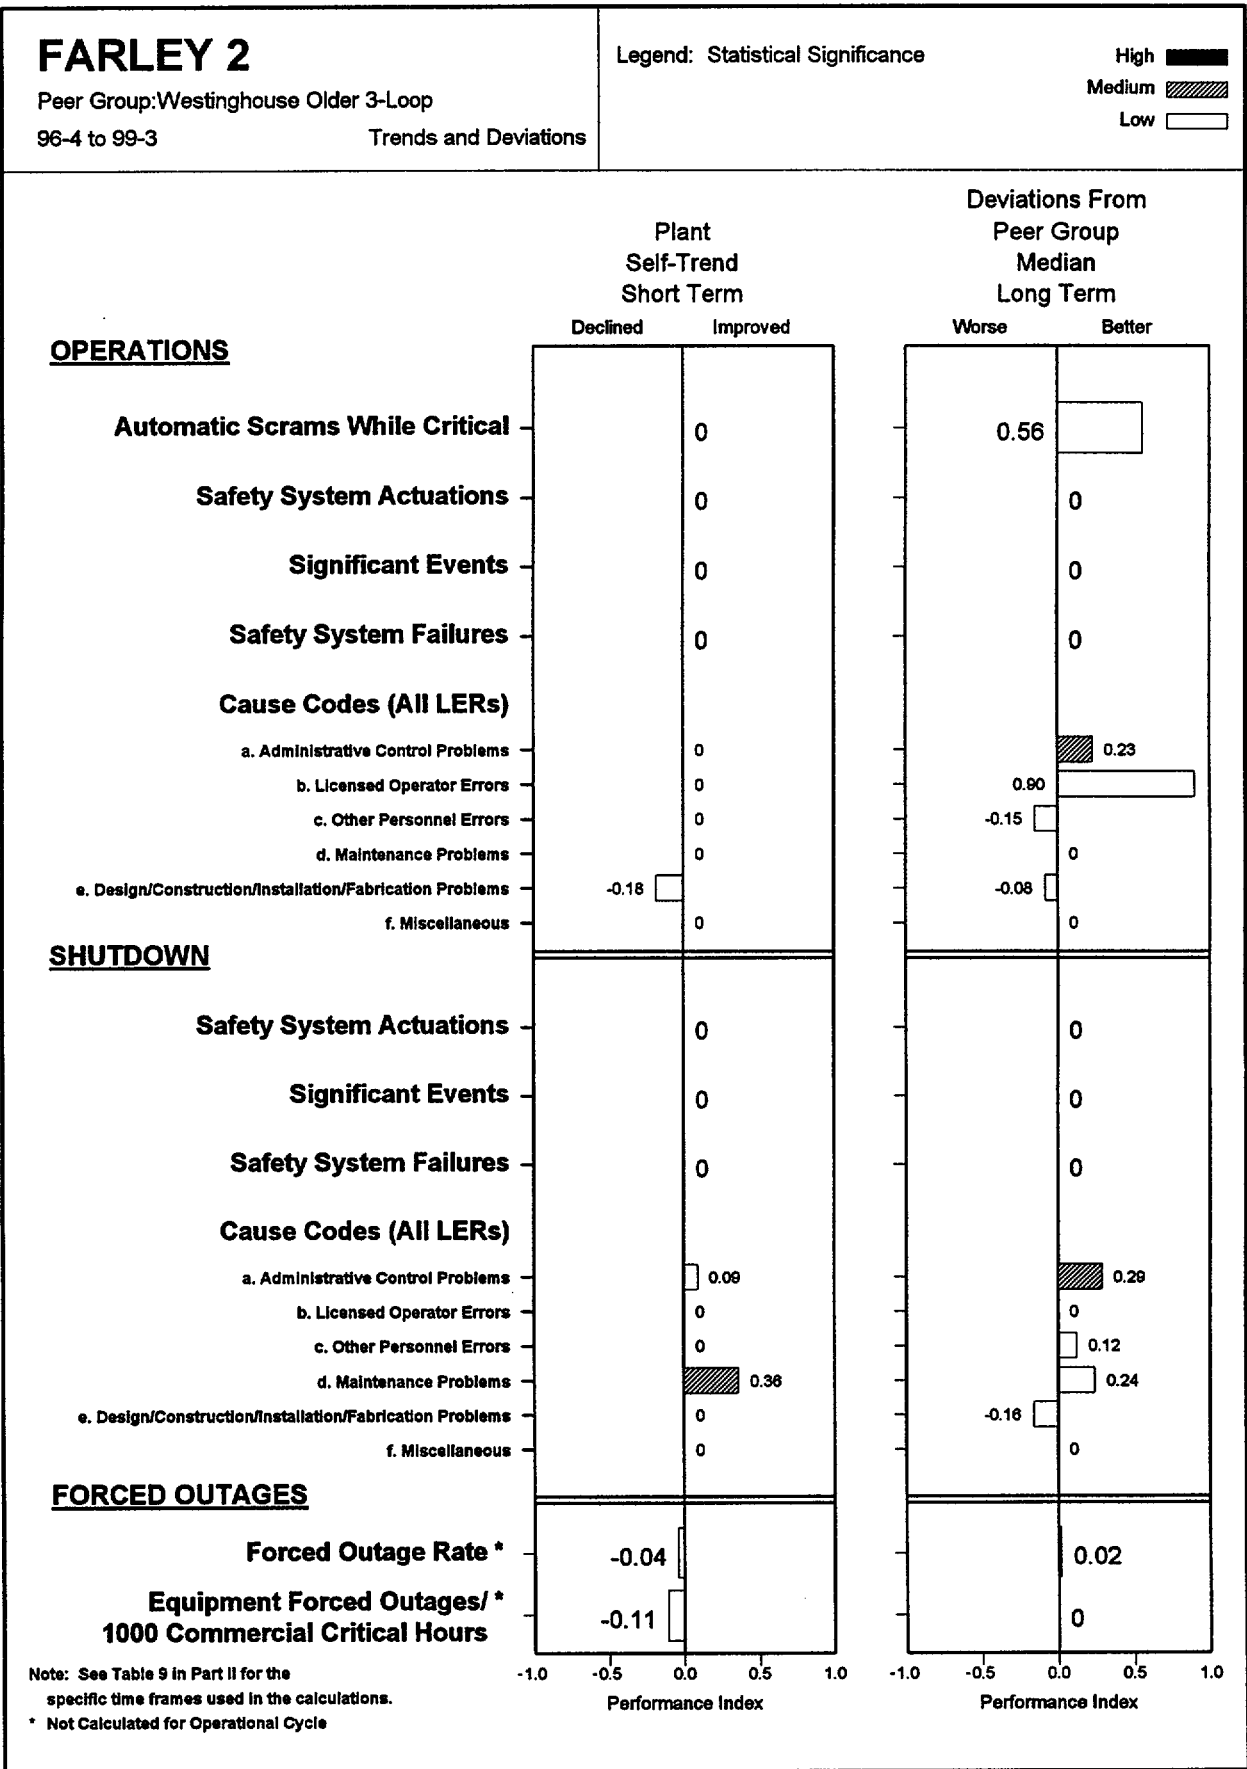 FARLEY 2
Peer Group:Westinghouse Older 3-Loop
96-4 to 99-3 Trends and Deviations
Legend: Statistical Significance
High
Medium
Low
Plant
Self-Trend
Short Term
Declined Improved
Deviations From
Peer Group
Median
Long Term
Worse Better
OPERATIONS
Automatic Scrams While Critical 0 0.56
Safety System Actuations 0 0
Significant Events 0 0
Safety System Failures 0 0
Cause Codes (All LERs)
a. Administrative Control Problems 0 0.23
b. Licensed Operator Errors 0 0.90
c. Other Personnel Errors 0 -0.15
d. Maintenance Problems 0 0
e. Design/Construction/Installation/Fabrication Problems -0.18 -0.08
f. Miscellaneous 0 0
SHUTDOWN
Safety System Actuations 0 0
Significant Events 0 0
Safety System Failures 0 0
Cause Codes (All LERs)
a. Administrative Control Problems 0.09 0.29
b. Licensed Operator Errors 0 0
c. Other Personnel Errors 0 0.12
d. Maintenance Problems 0.36 0.24
e. Design/Construction/Installation/Fabrication Problems 0 -0.16
f. Miscellaneous 0 0
FORCED OUTAGES
Forced Outage Rate * -0.04 0.02
Equipment Forced Outages/ *
1000 Commercial Critical Hours -0.11 0
-1.0 -0.5 0.0 0.5 1.0 -1.0 -0.5 0.0 0.5 1.0
Performance Index Performance Index
Note: See Table 9 in Part II for the
specific time frames used in the calculations.
* Not Calculated for Operational Cycle